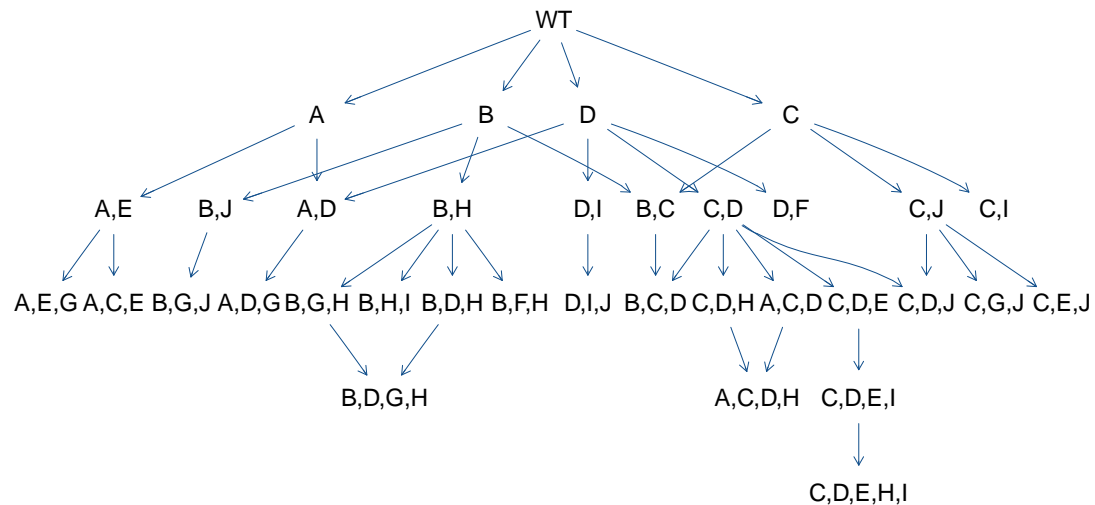 WT
A B D C
A,E B,J A,D B,H D,I B,C C,D D,F C,J C,I
A,E,G A,C,E B,G,J A,D,G B,G,H B,H,I B,D,H B,F,H D,I,J B,C,D C,D,H A,C,D C,D,E C,D,J C,G,J C,E,J
B,D,G,H A,C,D,H C,D,E,I
C,D,E,H,I